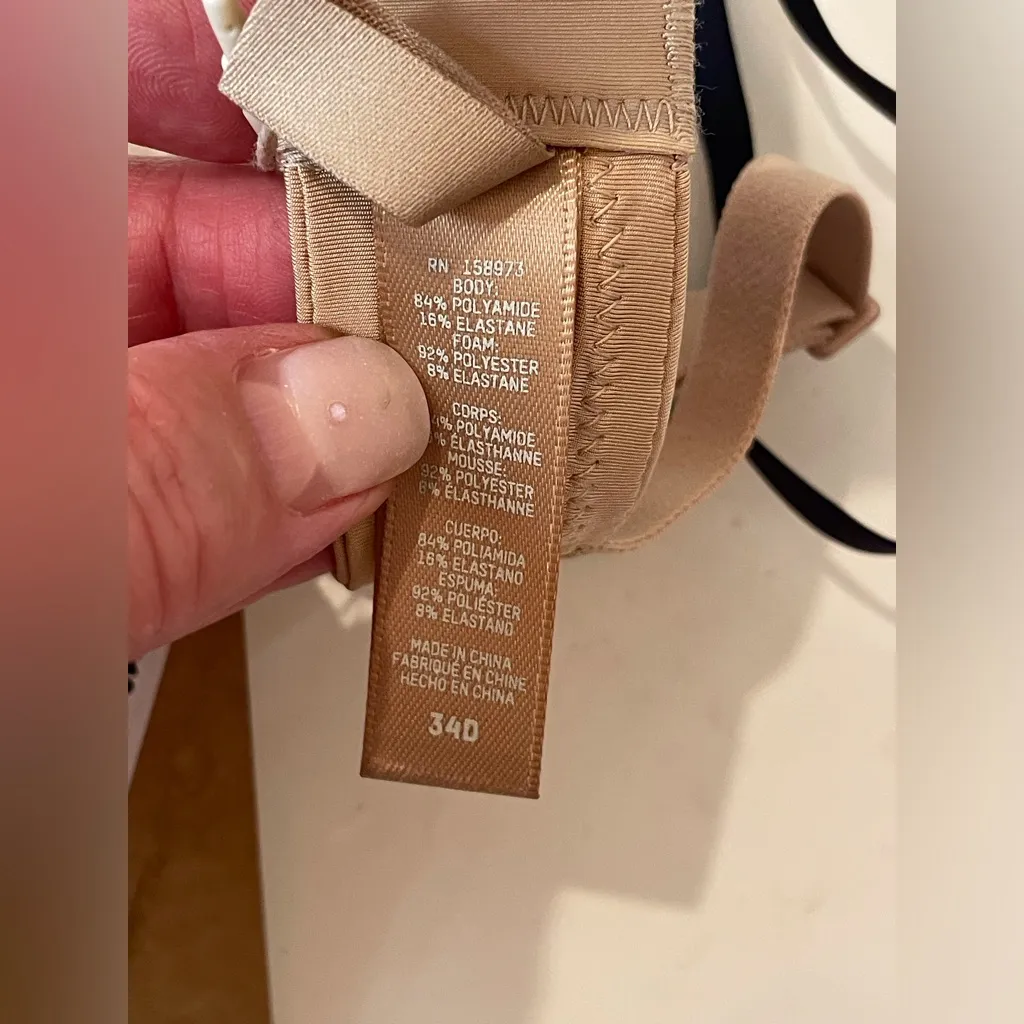 RN 158973
BODY:
84% POLYAMIDE
16% ELASTANE
FOAM:
92% POLYESTER
8% ELASTANE
CORPS:
4% POLYAMIDE
% ÉLASTHANNE
MOUSSE:
92% POLYESTER
8% ÉLASTHANNE
CUERPO:
84% POLIAMIDA
16% ELASTANO
ESPUMA:
92% POLIÉSTER
8% ELASTANO
MADE IN CHINA
FABRIQUÉ EN CHINE
HECHO EN CHINA
34D